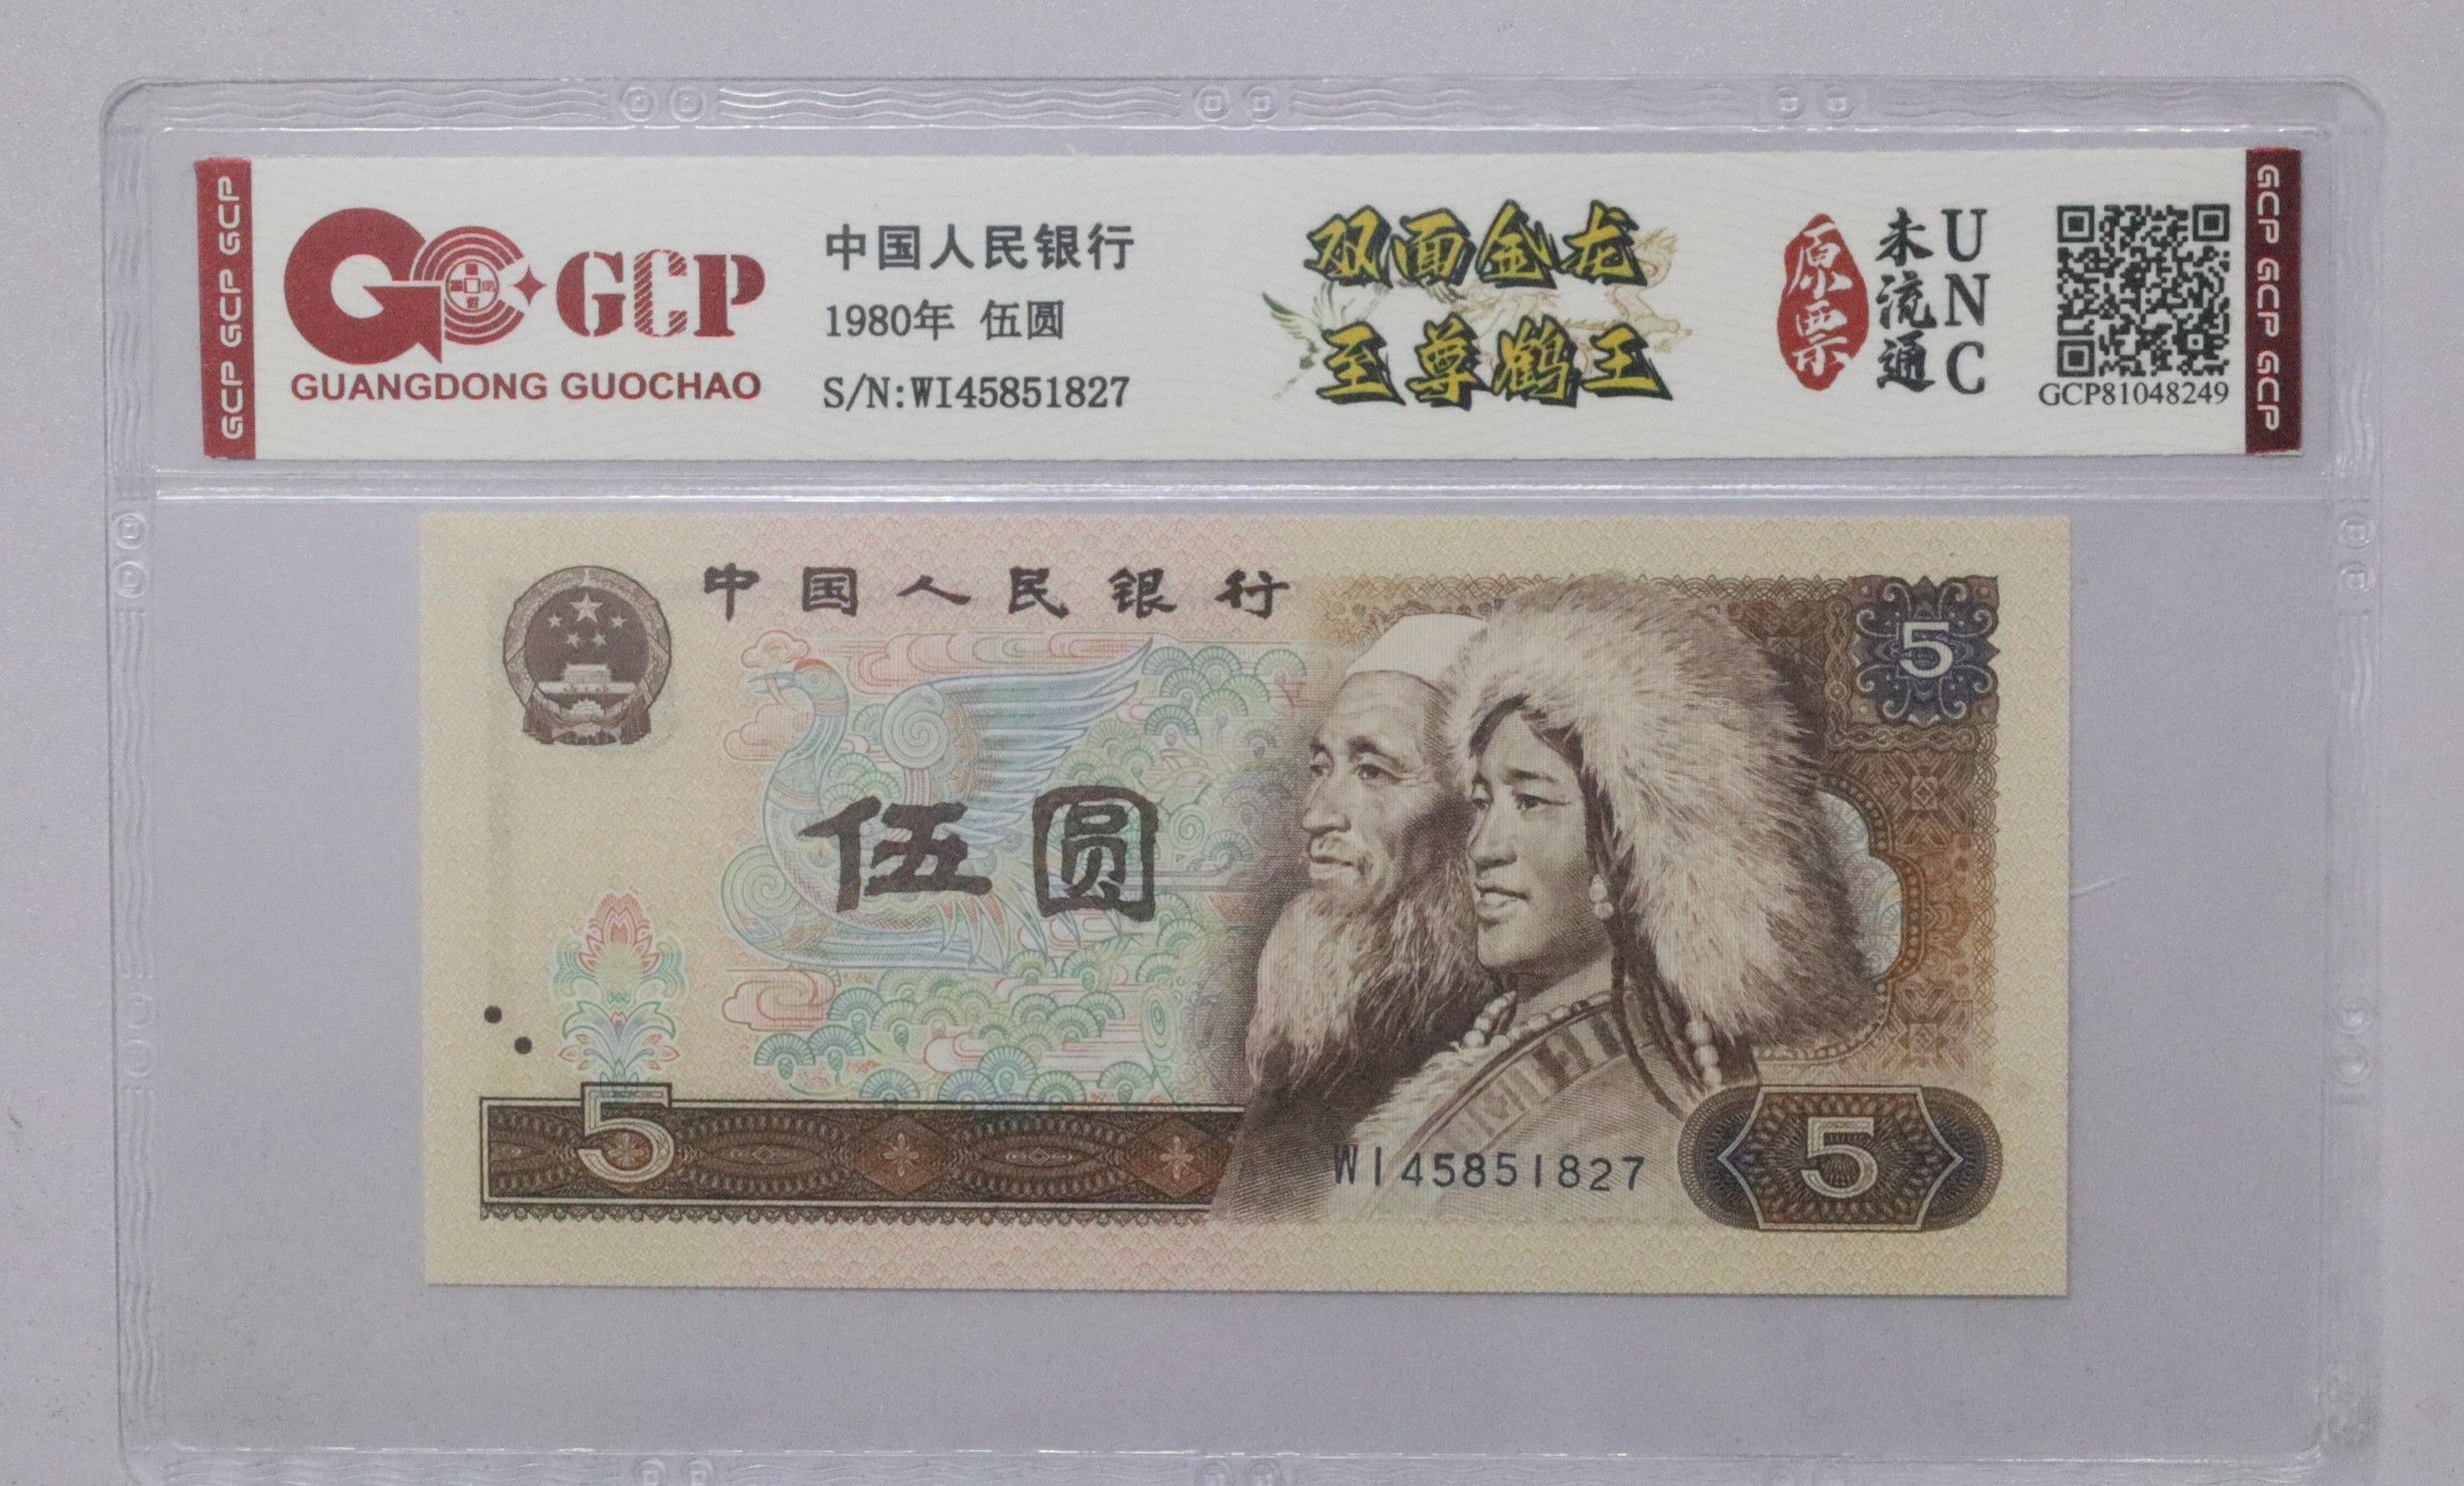 GCP GCP GCP
GCP
GUANGDONG GUOCHAO
中国人民银行
1980年 伍圆
S/N:WI45851827
双面金龙
至尊鹤王
原票
未流通
UNC
GCP81048249
GCP GCP GCP
中国人民银行
5
伍圆
5
WI45851827
5